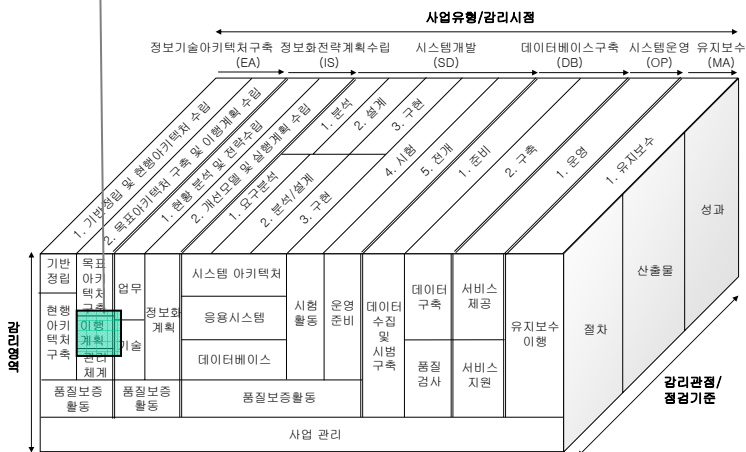 사업유형/감리시점
정보기술아키텍처구축
(EA)
정보화전략계획수립
(IS)
시스템개발
(SD)
데이터베이스구축
(DB)
시스템운영
(OP)
유지보수
(MA)
1. 기반정립 및 현행아키텍처 수립
2. 목표아키텍처 구축 및 이행계획 수립
1. 현황 분석 및 전략수립
2. 개선모델 및 실행계획 수립
1. 분석
2. 설계
3. 구현
1. 요구분석
2. 분석/설계
3. 구현
4. 시험
5. 전개
1. 준비
2. 구축
1. 운영
1. 유지보수
감리영역
기반
정립
현행
아키
텍처
구축
목표
아키
텍처
구축
이행
계획
관리
체계
업무
기술
정보화
계획
시스템 아키텍처
응용시스템
데이터베이스
시험
활동
운영
준비
데이터
수집
및
시범
구축
데이터
구축
품질
검사
서비스
제공
서비스
지원
유지보수
이행
품질보증
활동
품질보증
활동
품질보증활동
사업 관리
절차
산출물
성과
감리관점/
점검기준